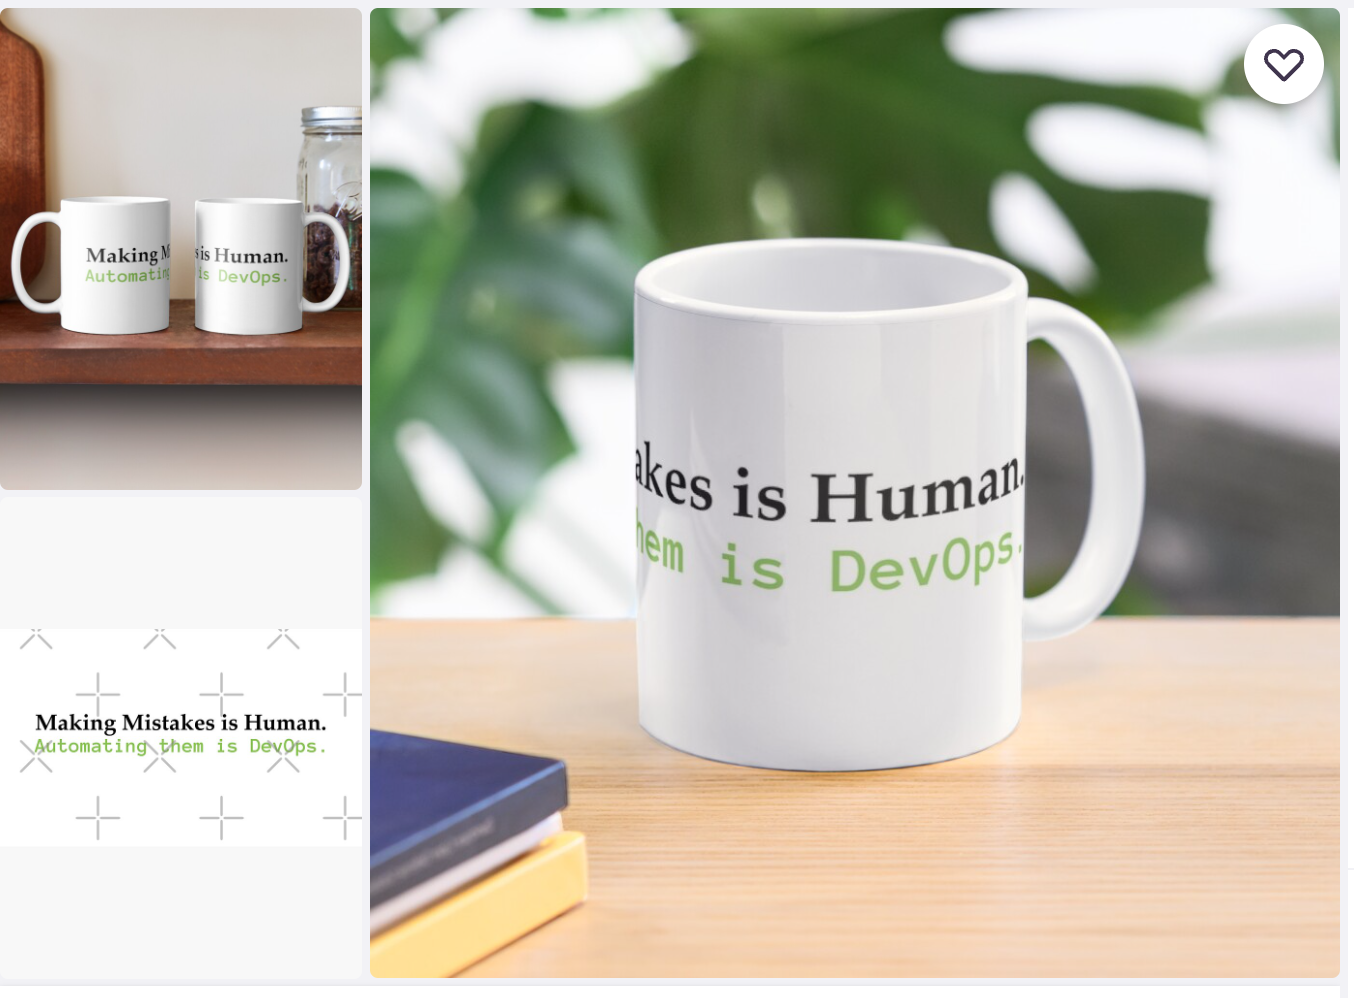 Making M
Automating
s is Human.
is DevOps.
Making Mistakes is Human.
Automating them is DevOps.
akes is Human.
hem is DevOps.